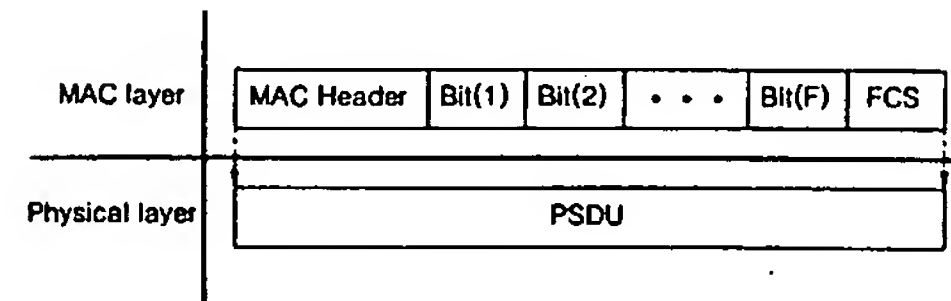 MAC layer
MAC Header Bit(1) Bit(2) • • • Bit(F) FCS
Physical layer
PSDU